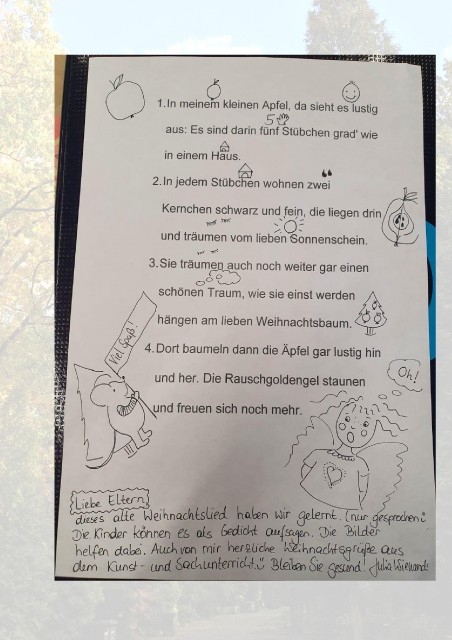 1. In meinem kleinen Apfel, da sieht es lustig
5
aus: Es sind darin fünf Stübchen grad' wie
in einem Haus.
2. In jedem Stübchen wohnen zwei
Kernchen schwarz und fein, die liegen drin
und träumen vom lieben Sonnenschein.
3. Sie träumen auch noch weiter gar einen
schönen Traum, wie sie einst werden
hängen am lieben Weihnachtsbaum.
Viel Spaß!
4. Dort baumeln dann die Äpfel gar lustig hin
und her. Die Rauschgoldengel staunen
und freuen sich noch mehr.
Oh!
Liebe Eltern,
dieses alte Weihnachtslied haben wir gelernt. (nur gesprochen)
Die Kinder können es als Gedicht aufsagen. Die Bilder
helfen dabei. Auch von mir herzliche Weihnachtsgrüße aus
dem Kunst- und Sachunterricht. Bleiben Sie gesund! Julia